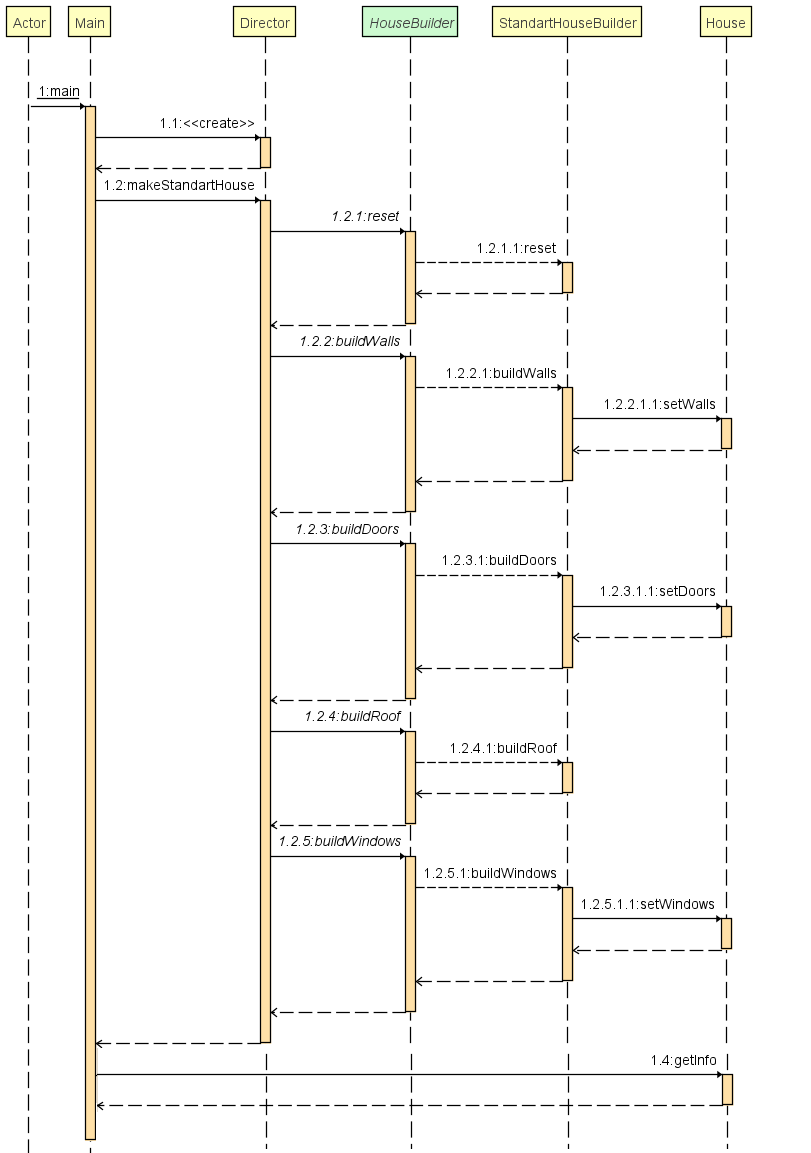 Actor
Main
Director
HouseBuilder
StandartHouseBuilder
House
1:main
1.1:<<create>>
1.2:makeStandartHouse
1.2.1:reset
1.2.1.1:reset
1.2.2:buildWalls
1.2.2.1:buildWalls
1.2.2.1.1:setWalls
1.2.3:buildDoors
1.2.3.1:buildDoors
1.2.3.1.1:setDoors
1.2.4:buildRoof
1.2.4.1:buildRoof
1.2.5:buildWindows
1.2.5.1:buildWindows
1.2.5.1.1:setWindows
1.4:getInfo